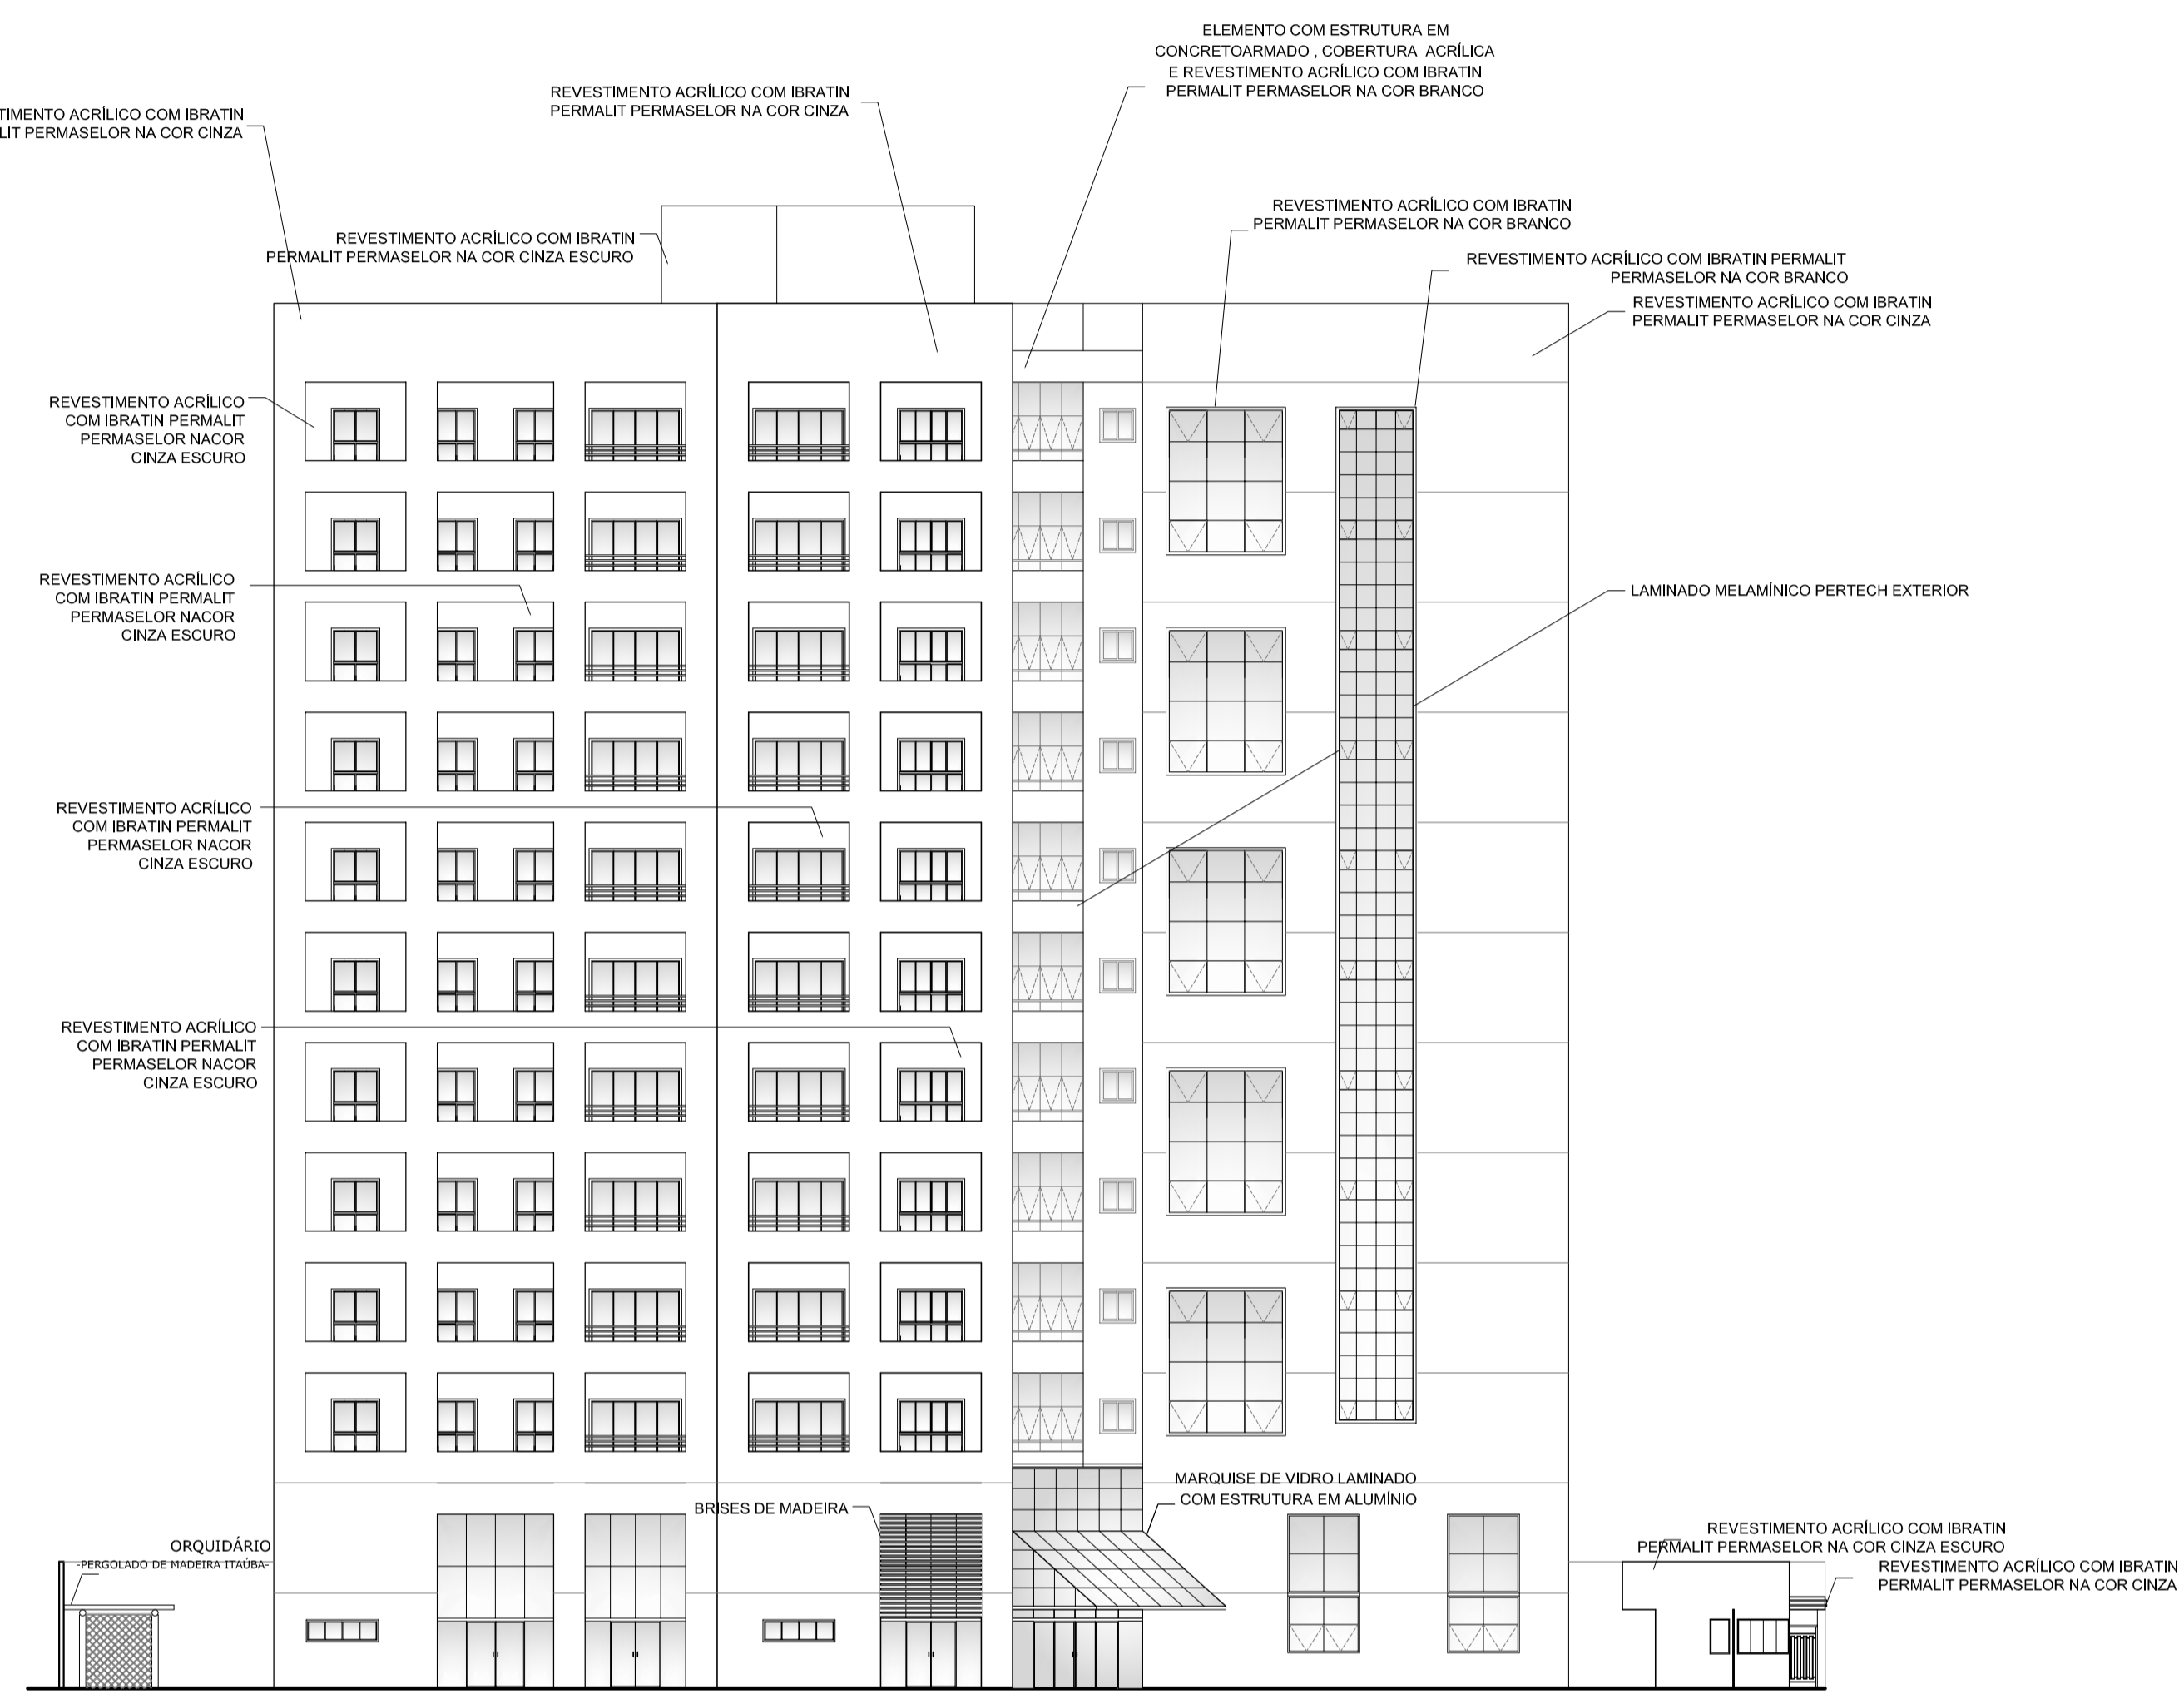 ELEMENTO COM ESTRUTURA EM
CONCRETOARMADO , COBERTURA ACRÍLICA
E REVESTIMENTO ACRÍLICO COM IBRATIN
PERMALIT PERMASELOR NA COR BRANCO
REVESTIMENTO ACRÍLICO COM IBRATIN
PERMALIT PERMASELOR NA COR CINZA
TIMENTO ACRÍLICO COM IBRATIN
LIT PERMASELOR NA COR CINZA
REVESTIMENTO ACRÍLICO COM IBRATIN
PERMALIT PERMASELOR NA COR BRANCO
REVESTIMENTO ACRÍLICO COM IBRATIN
PERMALIT PERMASELOR NA COR CINZA ESCURO
REVESTIMENTO ACRÍLICO COM IBRATIN PERMALIT
PERMASELOR NA COR BRANCO
REVESTIMENTO ACRÍLICO COM IBRATIN
PERMALIT PERMASELOR NA COR CINZA
REVESTIMENTO ACRÍLICO
COM IBRATIN PERMALIT
PERMASELOR NACOR
CINZA ESCURO
REVESTIMENTO ACRÍLICO
COM IBRATIN PERMALIT
PERMASELOR NACOR
CINZA ESCURO
LAMINADO MELAMÍNICO PERTECH EXTERIOR
REVESTIMENTO ACRÍLICO
COM IBRATIN PERMALIT
PERMASELOR NACOR
CINZA ESCURO
REVESTIMENTO ACRÍLICO
COM IBRATIN PERMALIT
PERMASELOR NACOR
CINZA ESCURO
MARQUISE DE VIDRO LAMINADO
COM ESTRUTURA EM ALUMÍNIO
BRISES DE MADEIRA
ORQUIDÁRIO
-PERGOLADO DE MADEIRA ITAÚBA-
REVESTIMENTO ACRÍLICO COM IBRATIN
PERMALIT PERMASELOR NA COR CINZA ESCURO
REVESTIMENTO ACRÍLICO COM IBRATIN
PERMALIT PERMASELOR NA COR CINZA